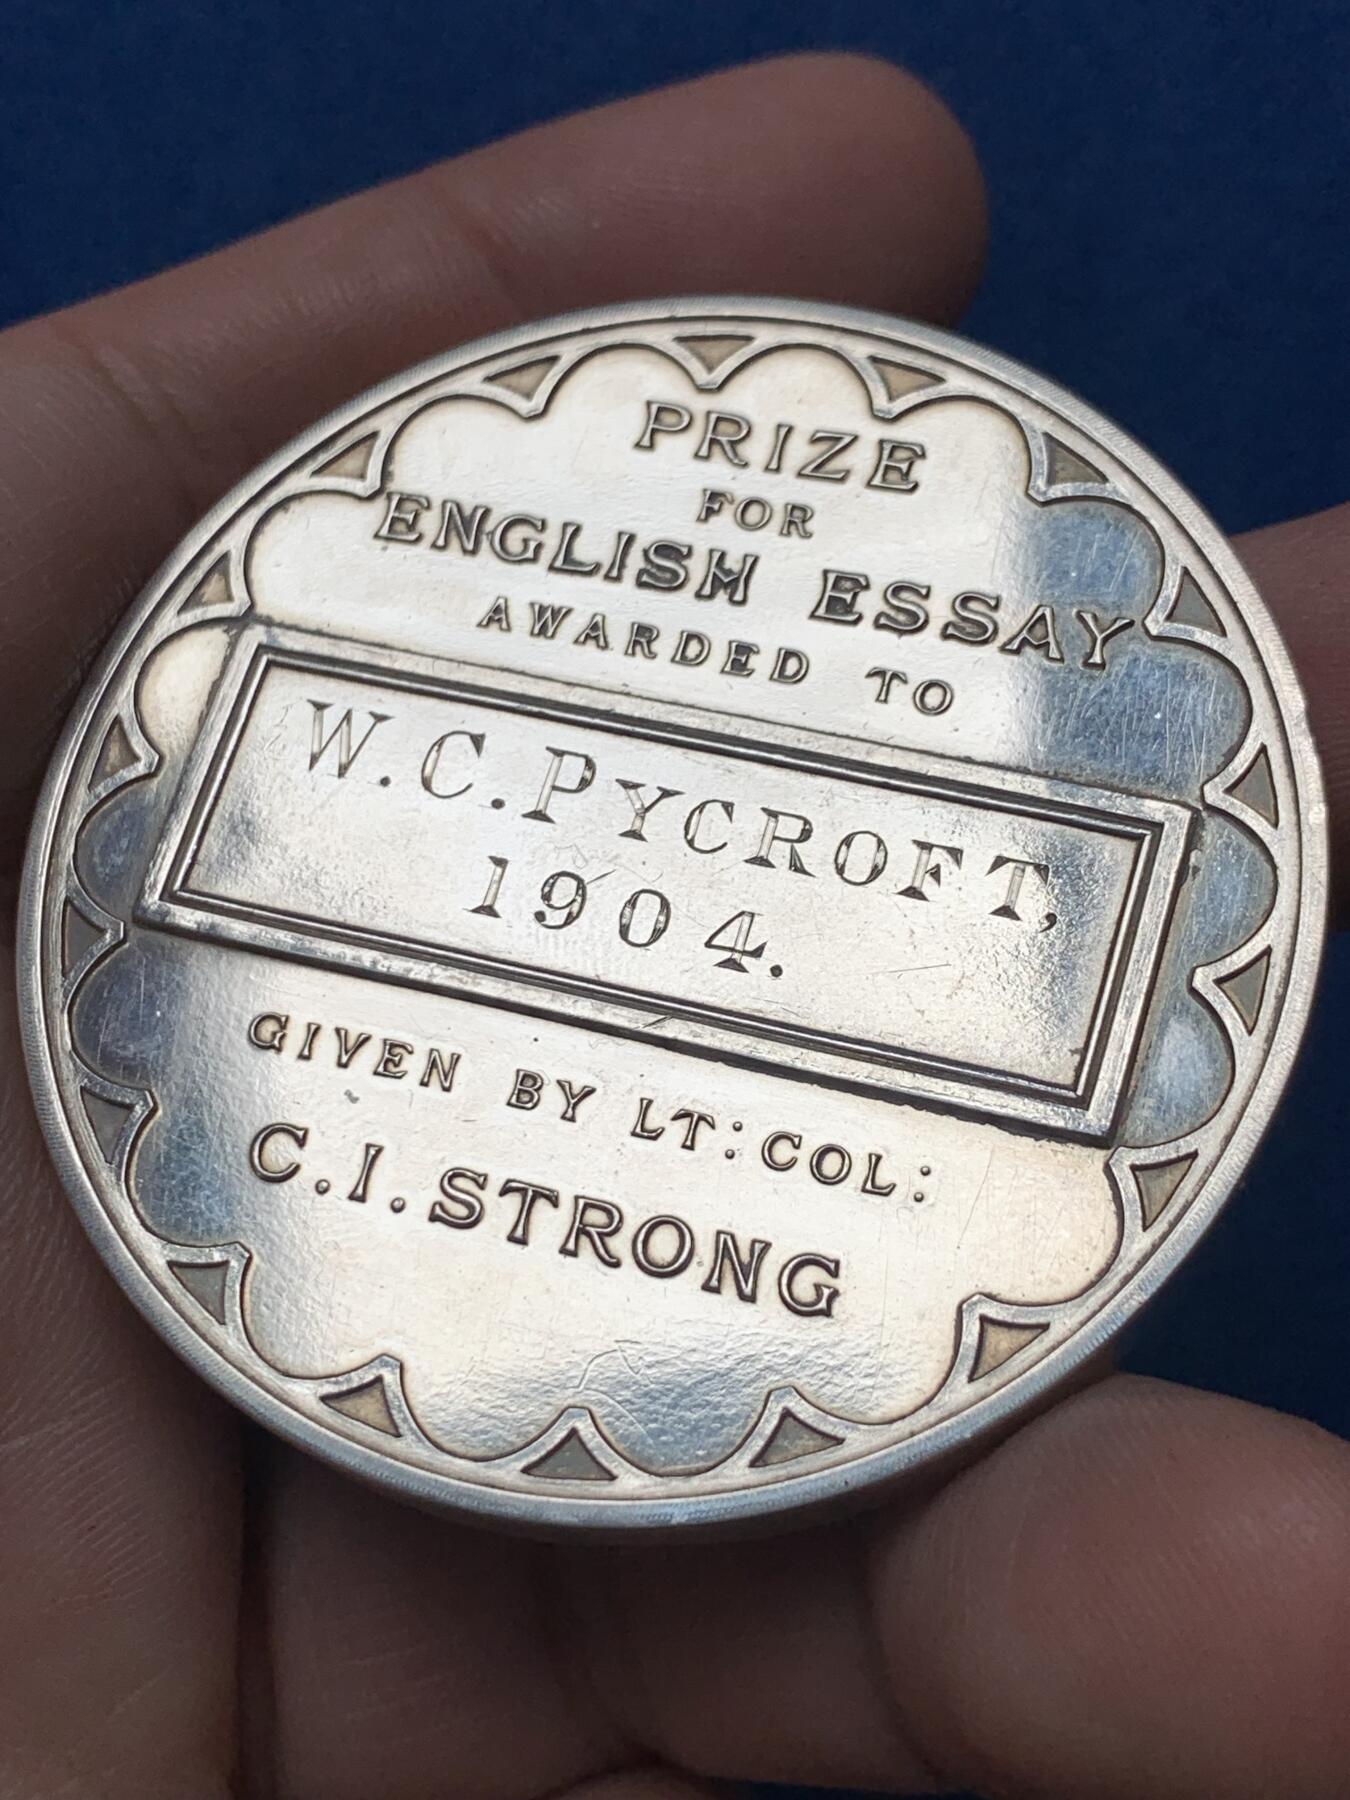 PRIZE
FOR
ENGLISH ESSAY
AWARDED TO
W.C.PYCROFT,
1904.
GIVEN BY LT: COL:
C.I.STRONG